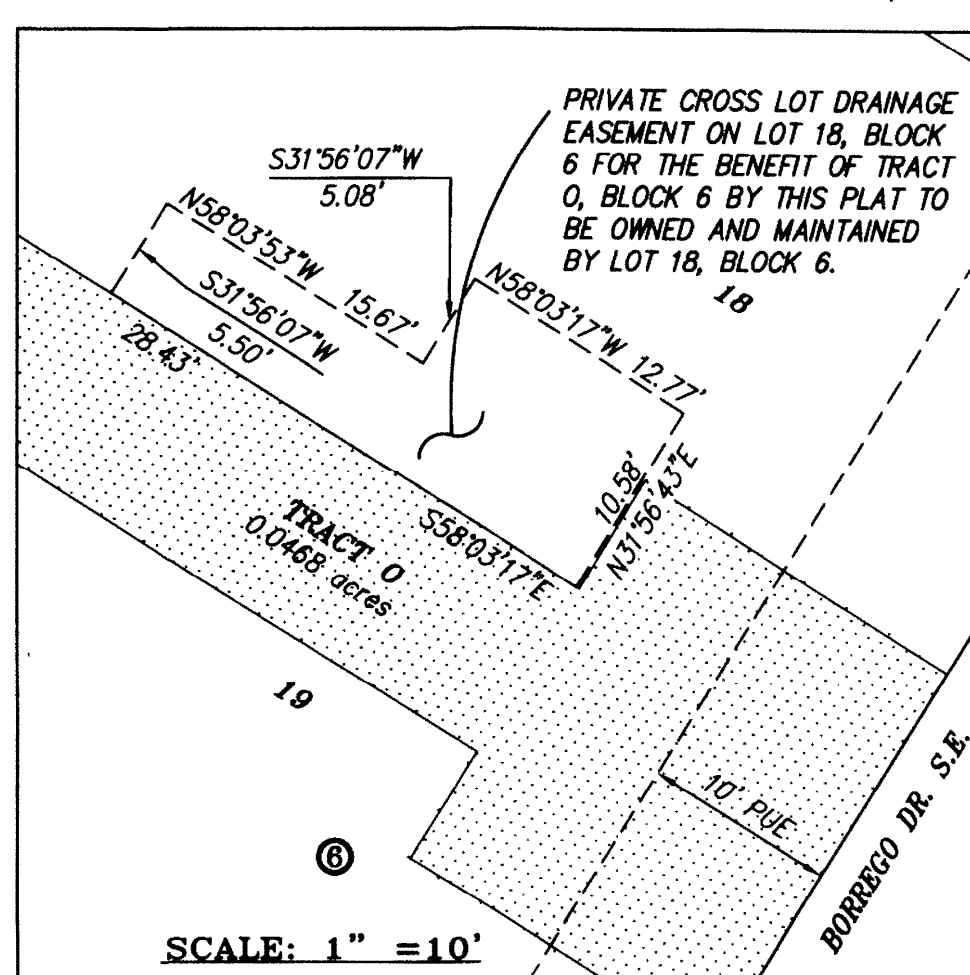 PRIVATE CROSS LOT DRAINAGE
EASEMENT ON LOT 18, BLOCK
6 FOR THE BENEFIT OF TRACT
O, BLOCK 6 BY THIS PLAT TO
BE OWNED AND MAINTAINED
BY LOT 18, BLOCK 6.
18
S31°56'07"W
5.08'
N58°03'53"W 15.67'
S31°56'07"W
5.50'
28.43'
N58°03'17"W 12.77'
10.58'
N31°56'43"E
S58°03'17"E
TRACT O
0.0468 acres
19
10' PUE
BORREGO DR. S.E.
6
SCALE: 1" =10'